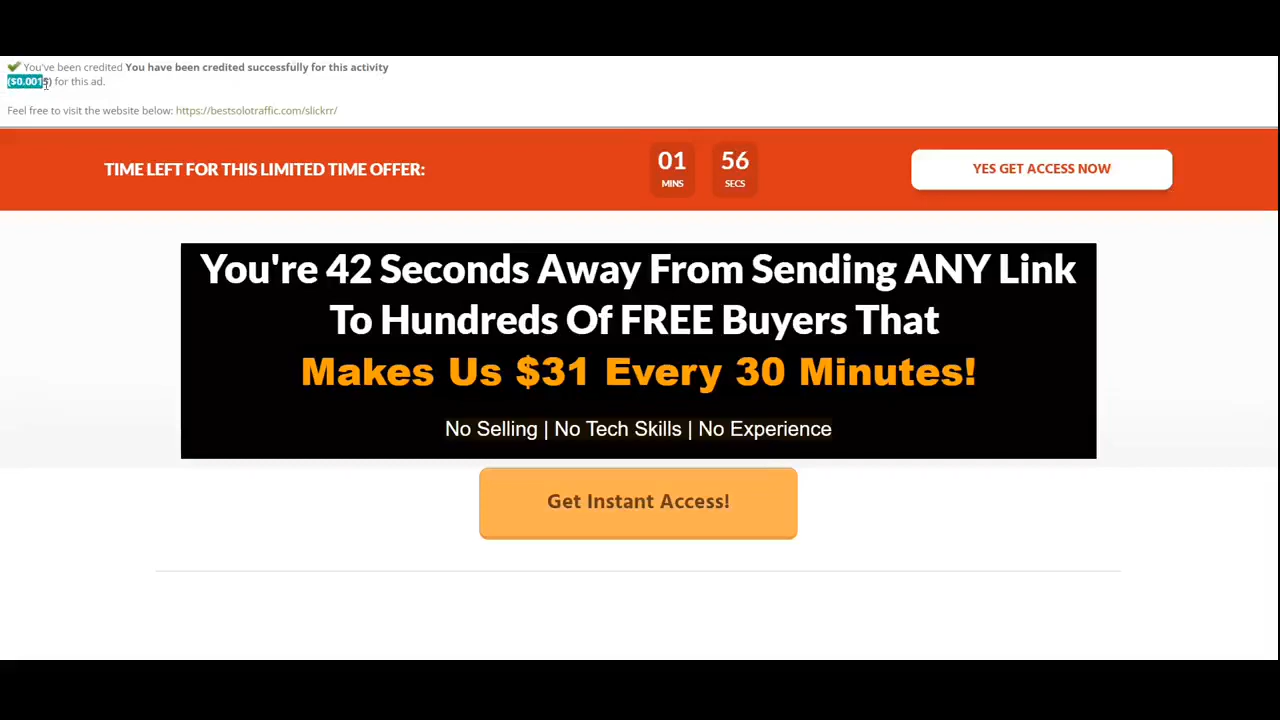 You've been credited You have been credited successfully for this activity
($0.001$) for this ad.
Feel free to visit the website below: https://bestsolotraffic.com/slickrr/
TIME LEFT FOR THIS LIMITED TIME OFFER:
01 56
MINS SECS
YES GET ACCESS NOW
You're 42 Seconds Away From Sending ANY Link
To Hundreds Of FREE Buyers That
Makes Us $31 Every 30 Minutes!
No Selling | No Tech Skills | No Experience
Get Instant Access!